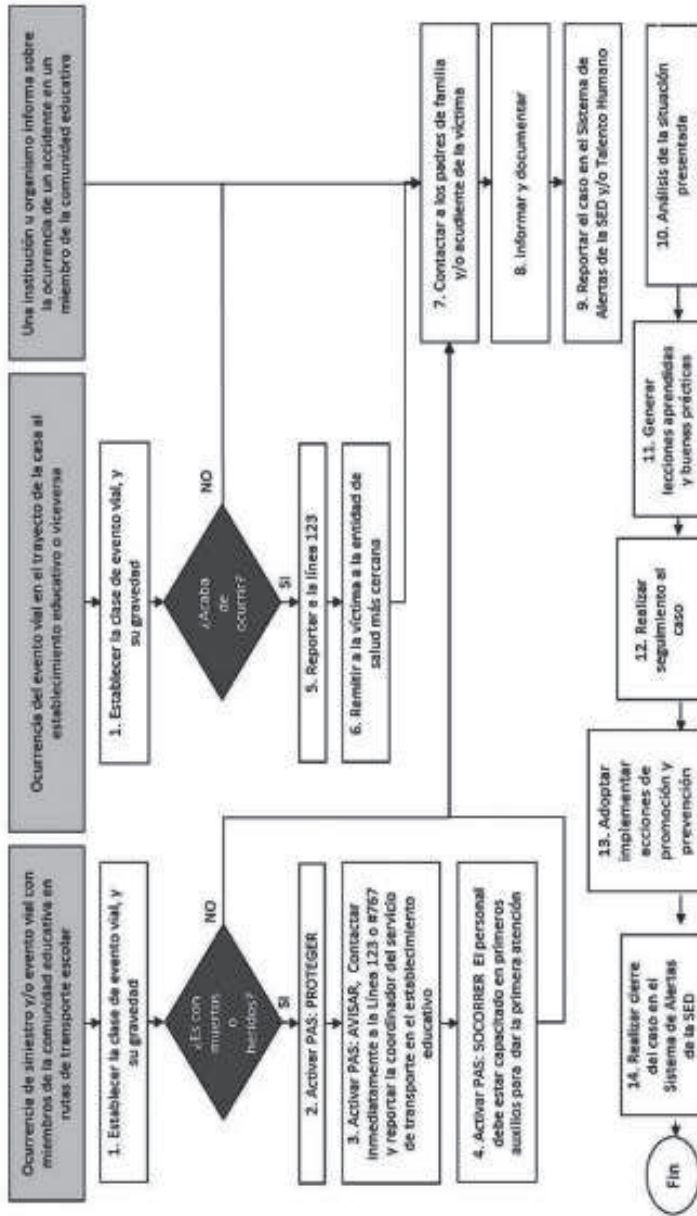 Ocurrencia de siniestro y/o evento vial con
miembros de la comunidad educativa en
rutas de transporte escolar
1. Establecer la clase de evento vial, y
su gravedad
¿Es con
muertos
o
heridos?
NO
SI
2. Activar PAS: PROTEGER
3. Activar PAS: AVISAR, Contactar
inmediatamente a la Línea 123 o #767
y reportar la coordinador del servicio
de transporte en el establecimiento
educativo
4. Activar PAS: SOCORRER El personal
debe estar capacitado en primeros
auxilios para dar la primera atención
Ocurrencia del evento vial en el trayecto de la casa al
establecimiento educativo o viceversa
1. Establecer la clase de evento vial, y
su gravedad
¿Acaba
de
ocurrir?
NO
SI
5. Reportar a la línea 123
6. Remitir a la víctima a la entidad de
salud más cercana
Una institución u organismo informa sobre
la ocurrencia de un accidente en un
miembro de la comunidad educativa
7. Contactar a los padres de familia
y/o acudiente de la víctima
8. Informar y documentar
9. Reportar el caso en el Sistema de
Alertas de la SED y/o Talento Humano
10. Análisis de la situación
presentada
11. Generar
lecciones aprendidas
y buenas prácticas
12. Realizar
seguimiento al
caso
13. Adoptar
implementar
acciones de
promoción y
prevención
14. Realizar cierre
del caso en el
Sistema de Alertas
de la SED
Fin